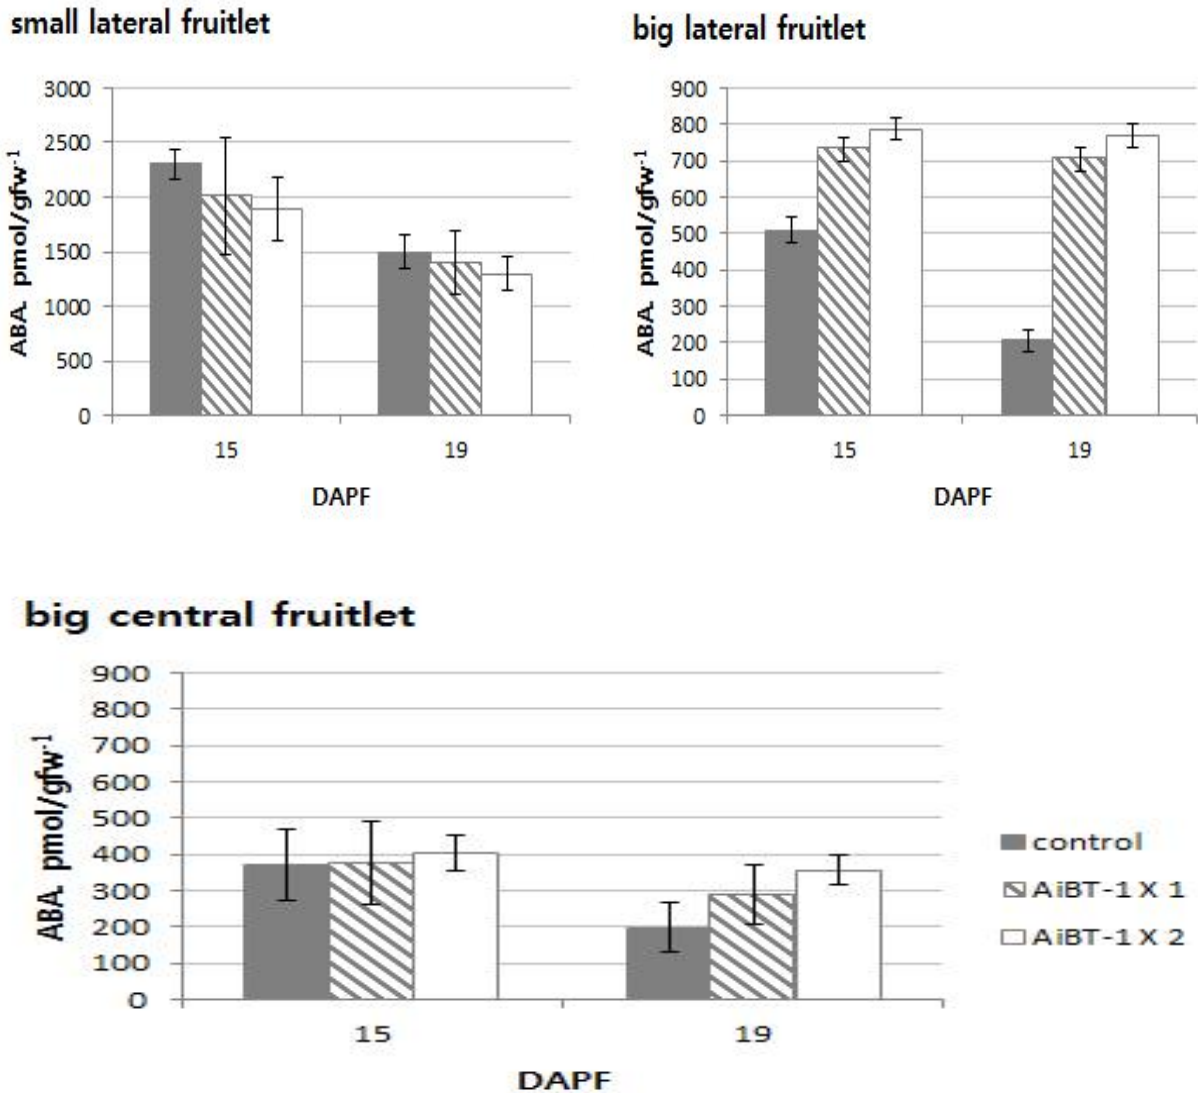 small lateral fruitlet
ABA pmol/gfw⁻¹
3000
2500
2000
1500
1000
500
0
15 19
DAPF
big lateral fruitlet
ABA pmol/gfw⁻¹
900
800
700
600
500
400
300
200
100
0
15 19
DAPF
big central fruitlet
ABA pmol/gfw⁻¹
900
800
700
600
500
400
300
200
100
0
15 19
DAPF
control
AiBT-1 X 1
AiBT-1 X 2